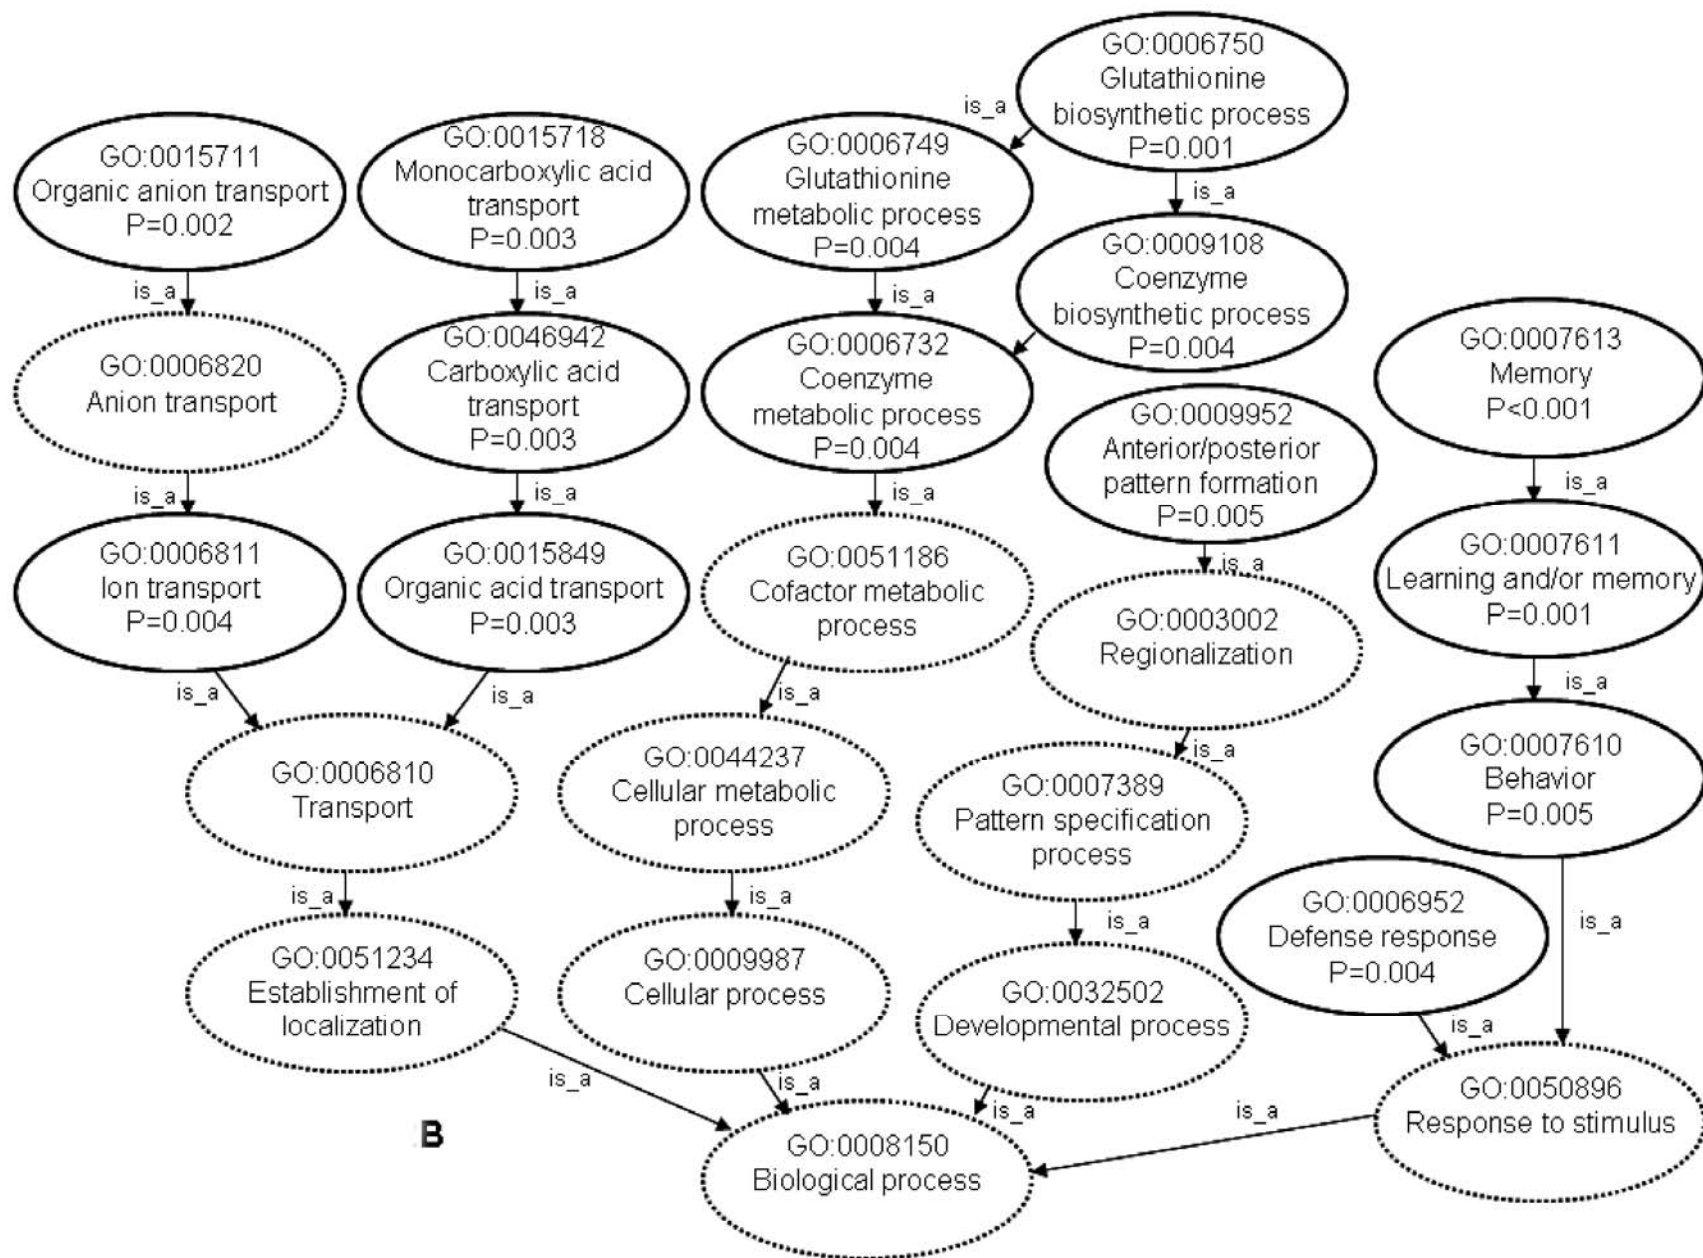 GO:0006750
Glutathionine
biosynthetic process
P=0.001
is_a
GO:0015711
Organic anion transport
P=0.002
GO:0015718
Monocarboxylic acid
transport
P=0.003
GO:0006749
Glutathionine
metabolic process
P=0.004
is_a
is_a
is_a
is_a
GO:0009108
Coenzyme
biosynthetic process
P=0.004
GO:0006820
Anion transport
GO:0046942
Carboxylic acid
transport
P=0.003
GO:0006732
Coenzyme
metabolic process
P=0.004
GO:0007613
Memory
P<0.001
GO:0009952
Anterior/posterior
pattern formation
P=0.005
is_a
is_a
is_a
is_a
is_a
GO:0006811
Ion transport
P=0.004
GO:0015849
Organic acid transport
P=0.003
GO:0051186
Cofactor metabolic
process
GO:0003002
Regionalization
GO:0007611
Learning and/or memory
P=0.001
is_a
is_a
is_a
is_a
is_a
GO:0006810
Transport
GO:0044237
Cellular metabolic
process
GO:0007389
Pattern specification
process
GO:0007610
Behavior
P=0.005
is_a
is_a
is_a
is_a
GO:0006952
Defense response
P=0.004
GO:0051234
Establishment of
localization
GO:0009987
Cellular process
GO:0032502
Developmental process
is_a
is_a
is_a
is_a
is_a
GO:0050896
Response to stimulus
B
GO:0008150
Biological process